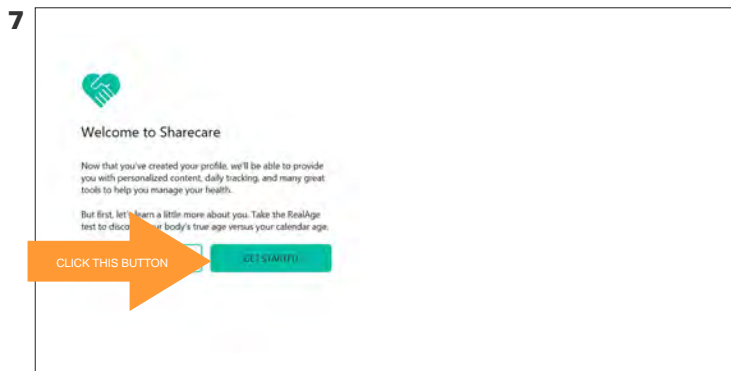 7
Welcome to Sharecare
Now that you've created your profile, we'll be able to provide
you with personalized content, daily tracking, and many great
tools to help you manage your health.
But first, let's learn a little more about you. Take the RealAge
test to disco ur body's true age versus your calendar age.
CLICK THIS BUTTON
GET STARTED